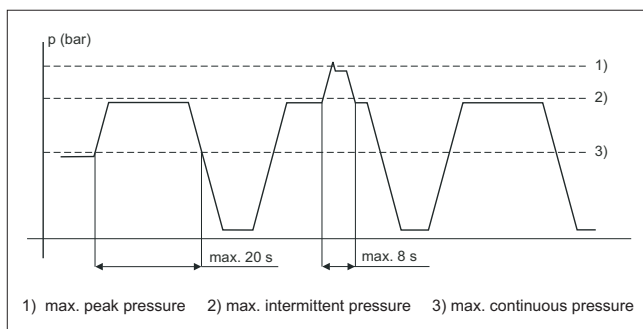 p (bar)
1)
2)
3)
max. 20 s
max. 8 s
1) max. peak pressure 2) max. intermittent pressure 3) max. continuous pressure